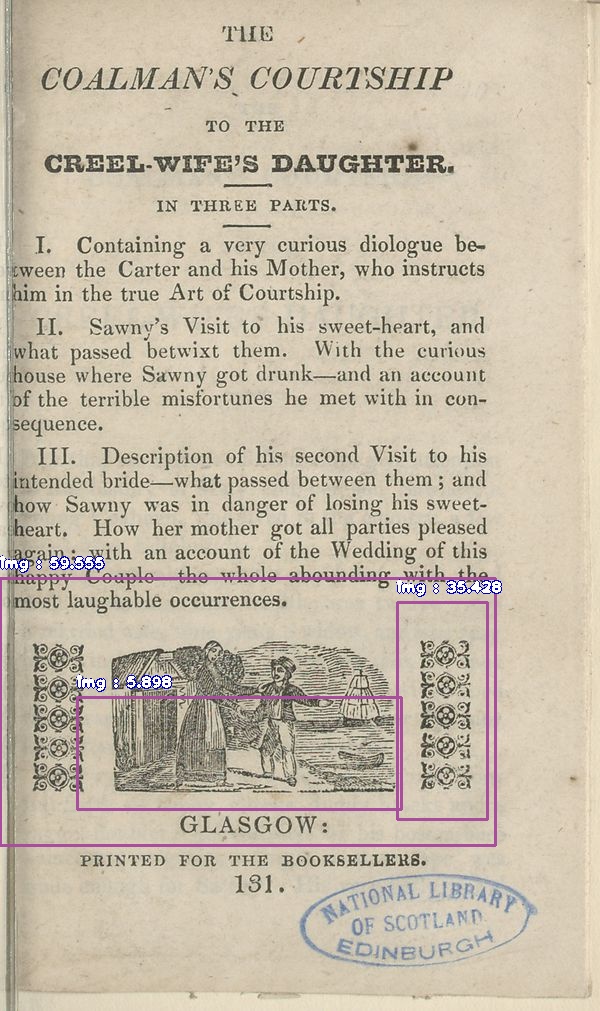 THE
COALMAN'S COURTSHIP
TO THE
CREEL-WIFE'S DAUGHTER.
IN THREE PARTS.
I. Containing a very curious diologue be-
tween the Carter and his Mother, who instructs
him in the true Art of Courtship.
II. Sawny's Visit to his sweet-heart, and
what passed betwixt them. With the curious
house where Sawny got drunk—and an account
of the terrible misfortunes he met with in con-
sequence.
III. Description of his second Visit to his
intended bride—what passed between them; and
how Sawny was in danger of losing his sweet-
heart. How her mother got all parties pleased
again; with an account of the Wedding of this
img : 59.555
happy Couple the whole abounding with the
img : 35.428
most laughable occurrences.
img : 5.898
GLASGOW:
PRINTED FOR THE BOOKSELLERS.
131.
NATIONAL LIBRARY
OF SCOTLAND
EDINBURGH